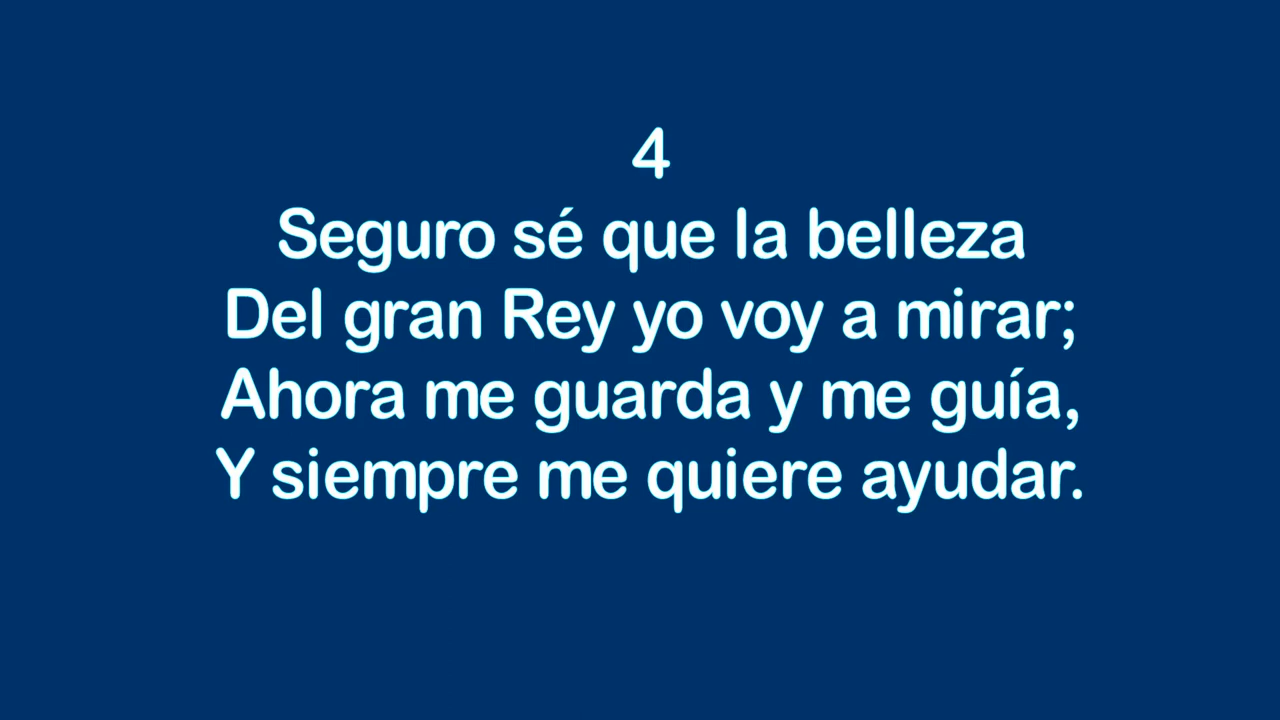 4
Seguro sé que la belleza
Del gran Rey yo voy a mirar;
Ahora me guarda y me guía,
Y siempre me quiere ayudar.